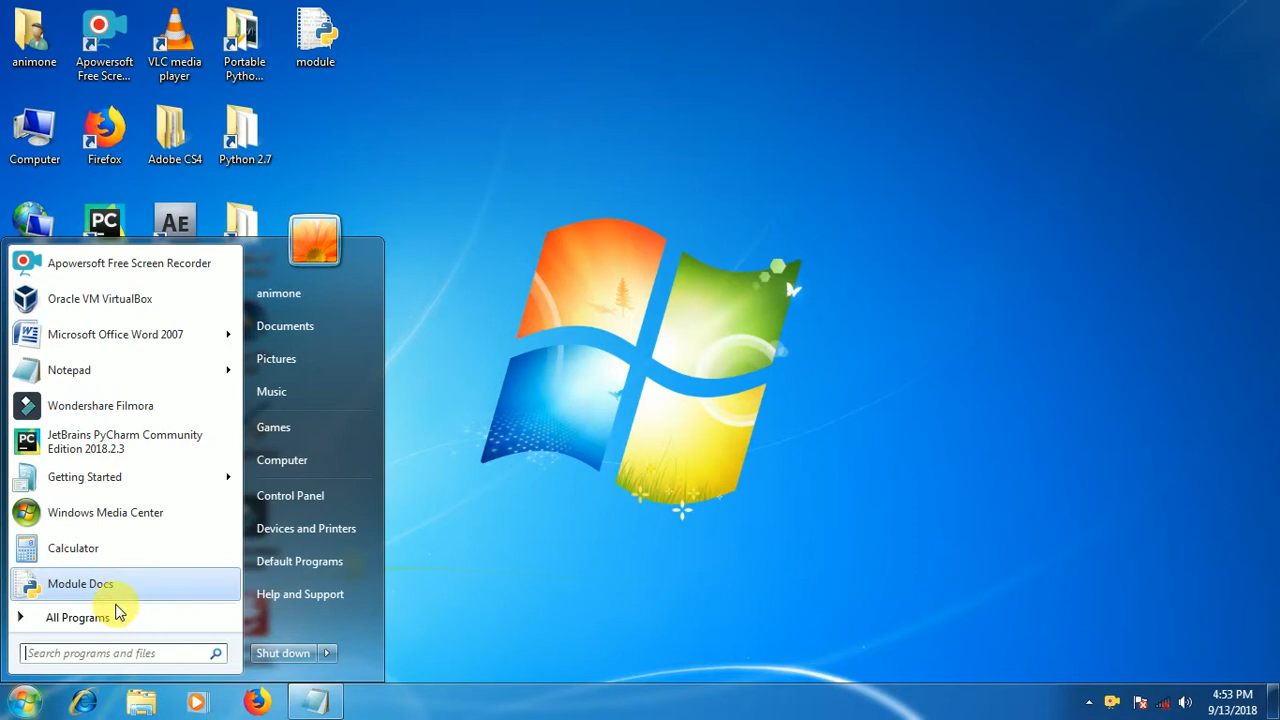 animone
Apowersoft
Free Scre...
VLC media
player
Portable
Pytho...
module
Computer
Firefox
Adobe CS4
Python 2.7
PC
AE
Apowersoft Free Screen Recorder
Oracle VM VirtualBox
Microsoft Office Word 2007
Notepad
Wondershare Filmora
PC
JetBrains PyCharm Community
Edition 2018.2.3
Getting Started
Windows Media Center
Calculator
Module Docs
All Programs
Search programs and files
animone
Documents
Pictures
Music
Games
Computer
Control Panel
Devices and Printers
Default Programs
Help and Support
Shut down
4:53 PM
9/13/2018